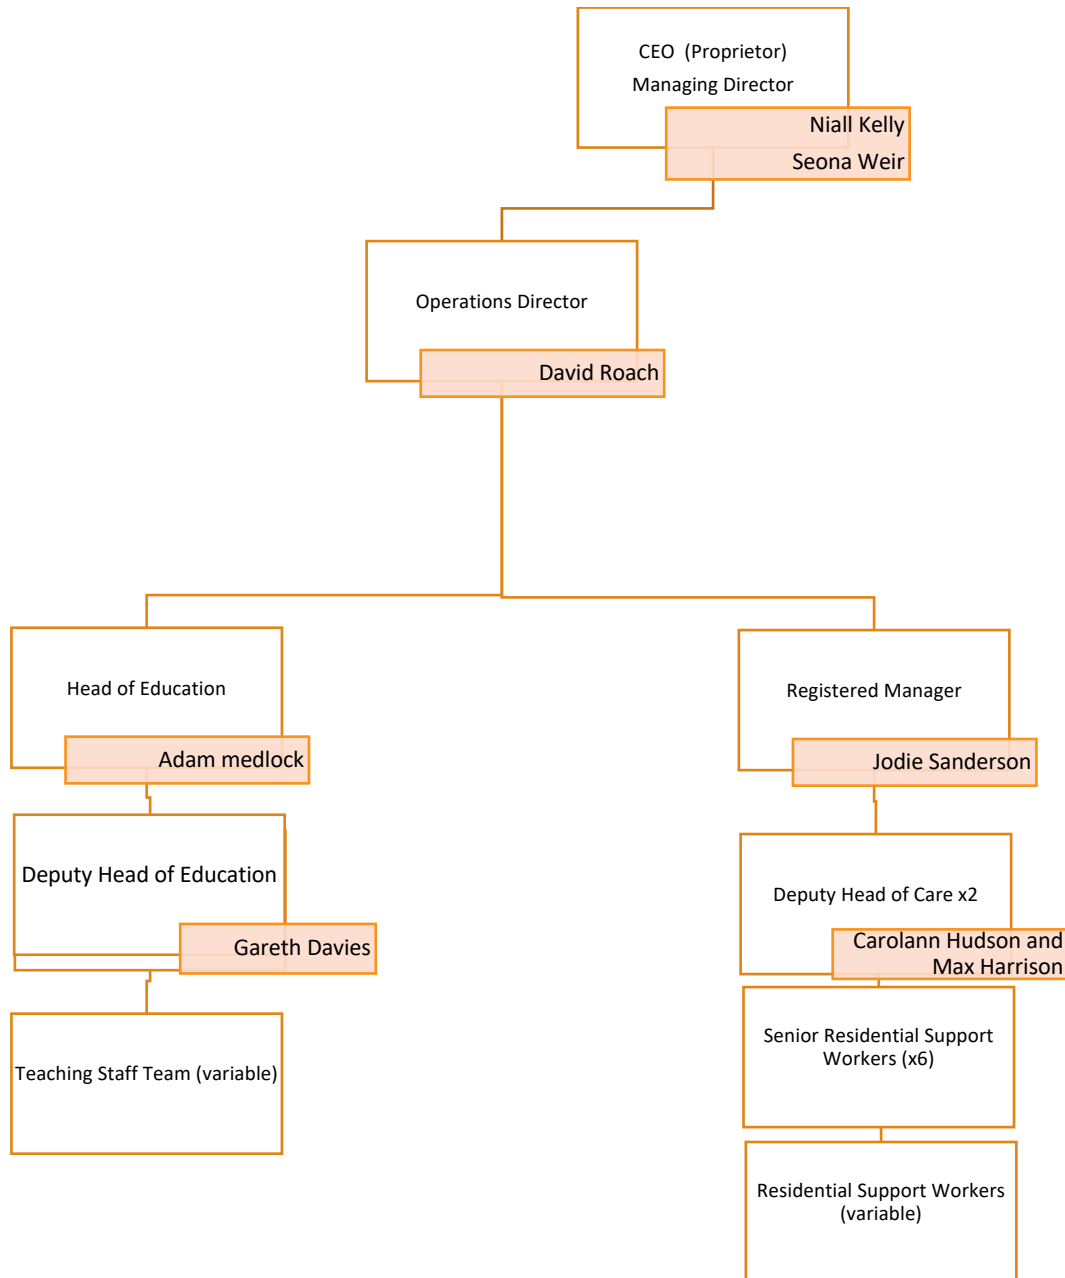 CEO  (Proprietor)
Managing Director
Niall Kelly
Seona Weir
Operations Director
David Roach
Head of Education
Adam medlock
Deputy Head of Education
Gareth Davies
Teaching Staff Team (variable)
Registered Manager
Jodie Sanderson
Deputy Head of Care x2
Carolann Hudson and
Max Harrison
Senior Residential Support
Workers (x6)
Residential Support Workers
(variable)